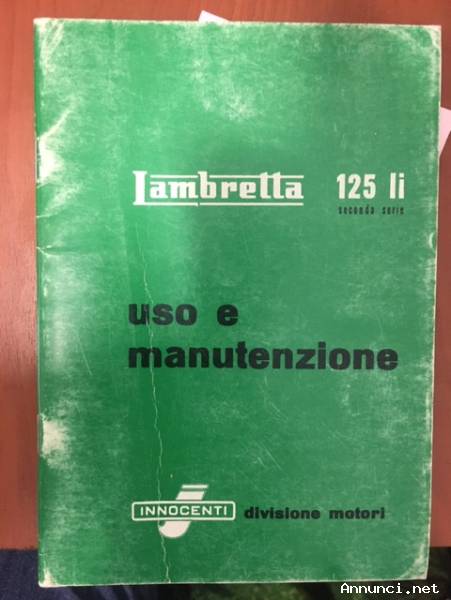 Lambretta 125 li
seconda serie
uso e
manutenzione
INNOCENTI divisione motori
Annunci.net